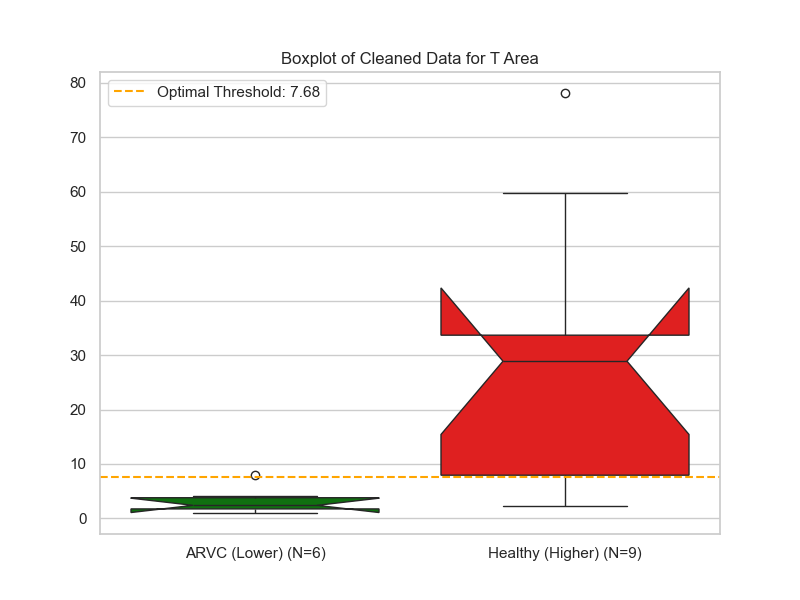 Boxplot of Cleaned Data for T Area
Optimal Threshold: 7.68
80
70
60
50
40
30
20
10
0
ARVC (Lower) (N=6)
Healthy (Higher) (N=9)